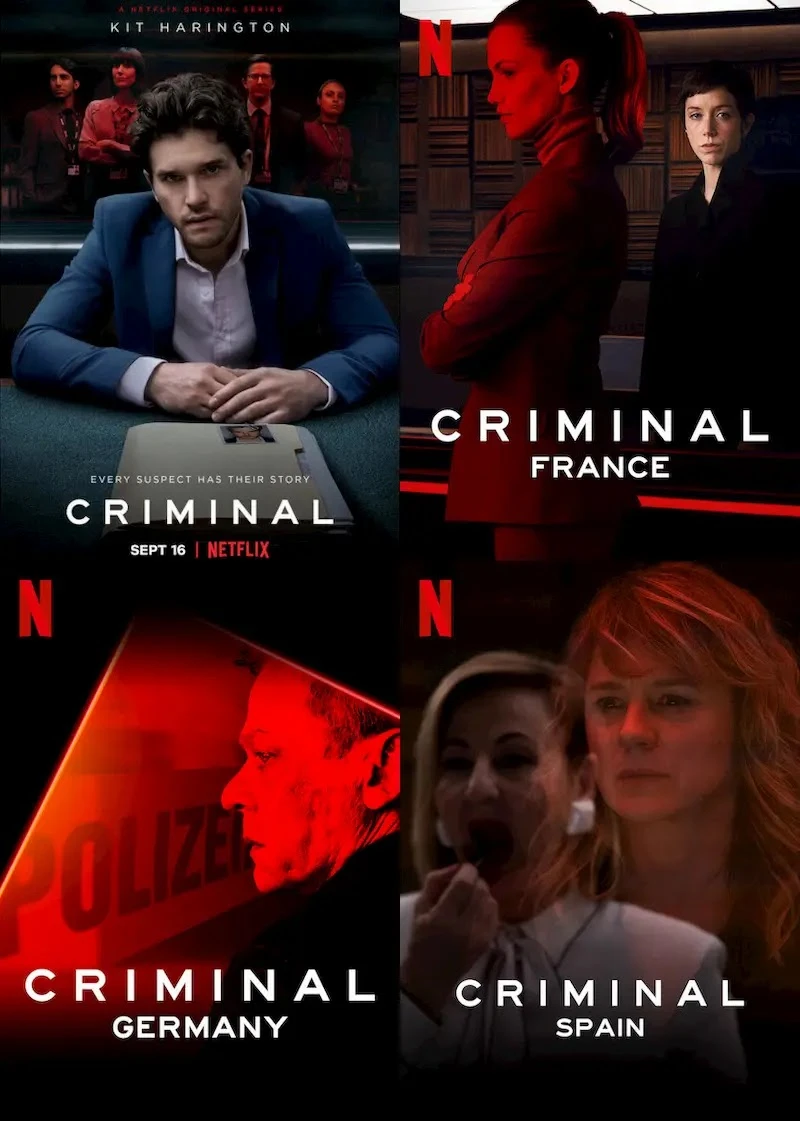 A NETFLIX ORIGINAL SERIES
KIT HARINGTON
EVERY SUSPECT HAS THEIR STORY
CRIMINAL
SEPT 16 | NETFLIX
N
CRIMINAL
FRANCE
N
POLIZEI
CRIMINAL
GERMANY
N
CRIMINAL
SPAIN